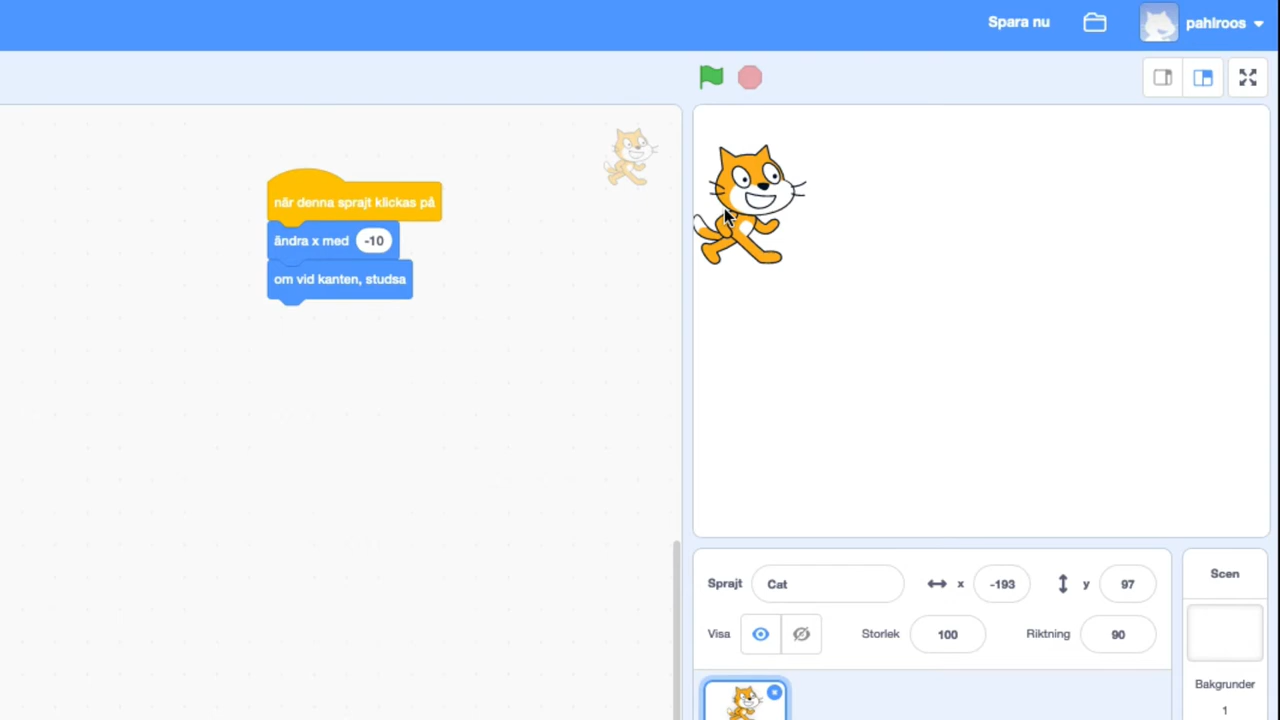 Spara nu
pahlroos
när denna sprajt klickas på
ändra x med -10
om vid kanten, studsa
Sprajt Cat x -193 y 97
Visa Storlek 100 Riktning 90
Scen
Bakgrunder
1